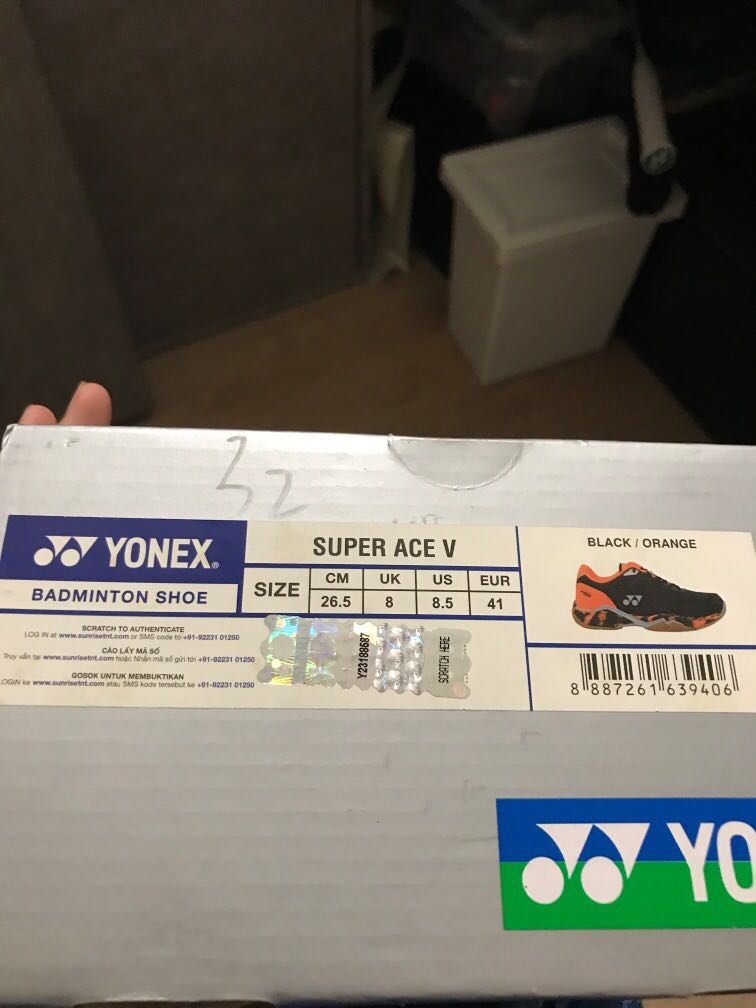 32
YONEX®
BADMINTON SHOE
SUPER ACE V
SIZE
CM UK US EUR
26.5 8 8.5 41
BLACK / ORANGE
SCRATCH TO AUTHENTICATE
LOG IN at www.sunrisetnt.com or SMS code to +91-92231 01250
CÀO LẤY MÃ SỐ
Truy vấn tại www.sunrisetnt.com hoặc Nhắn mã số gửi tới +91-92231 01250
GOSOK UNTUK MEMBUKTIKAN
LOGIN ke www.sunrisetnt.com atau SMS kode tersebut ke +91-92231 01250
Y23188687
SCRATCH HERE
8 887261 639406
YO